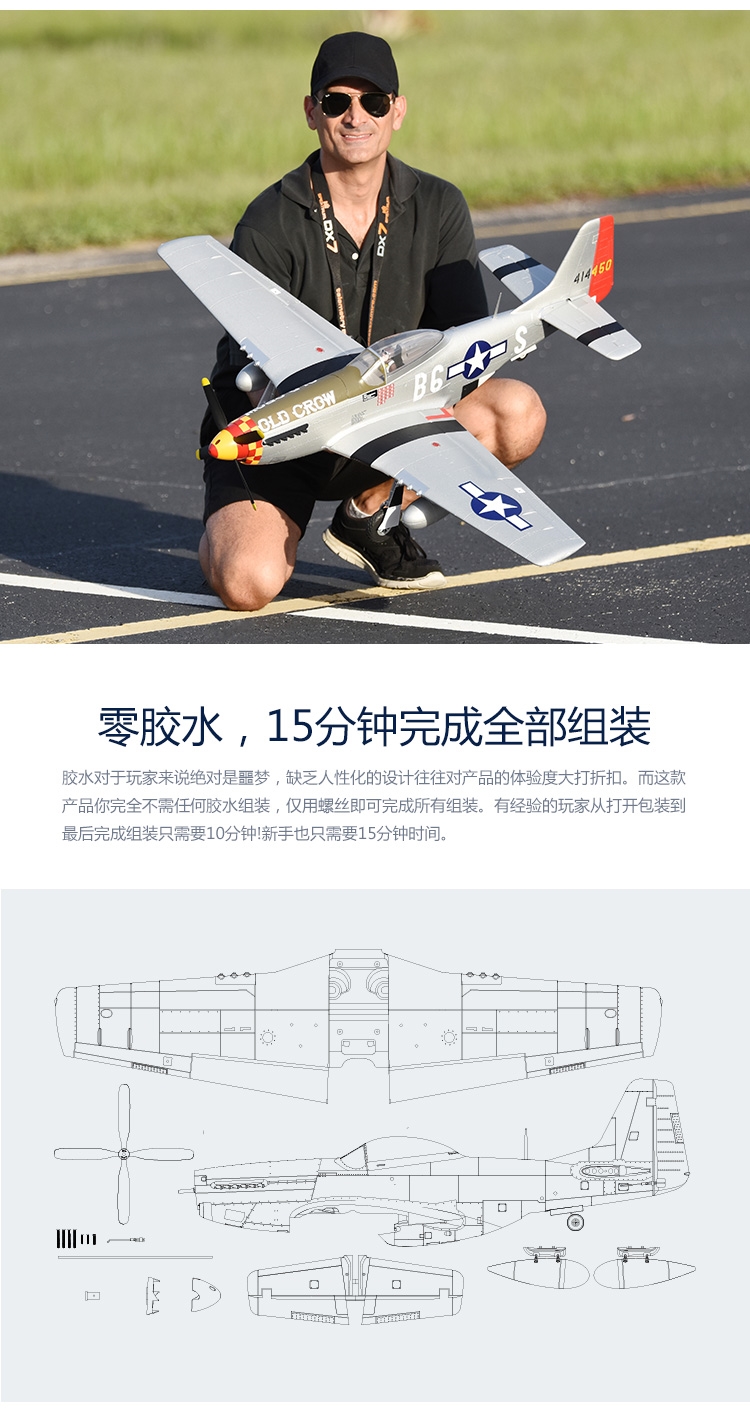 DX7
DX7
414450
S
B6
OLD CROW
零胶水，15分钟完成全部组装
胶水对于玩家来说绝对是噩梦，缺乏人性化的设计往往对产品的体验度大打折扣。而这款
产品你完全不需任何胶水组装，仅用螺丝即可完成所有组装。有经验的玩家从打开包装到
最后完成组装只需要10分钟!新手也只需要15分钟时间。